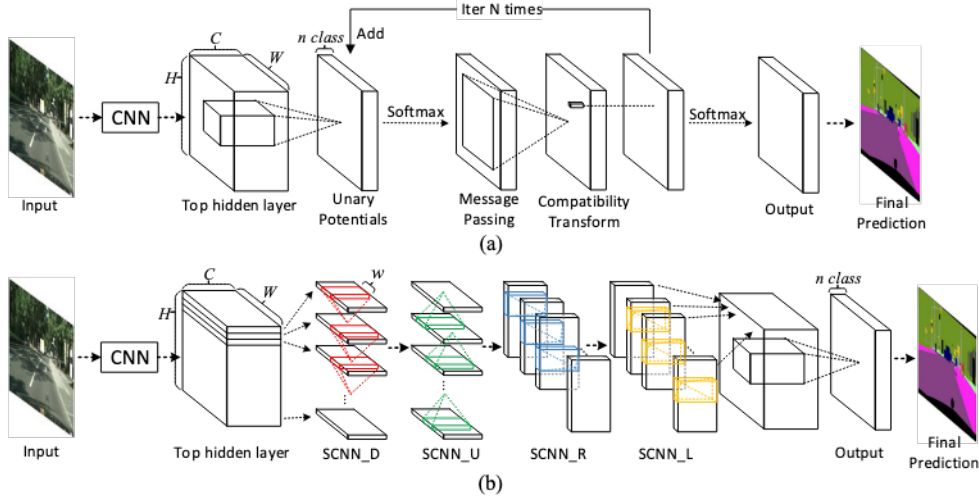 Iter N times
C
n class
Add
W
H
CNN
Softmax
Softmax
Input
Top hidden layer
Unary
Potentials
Message
Passing
Compatibility
Transform
Output
Final
Prediction
(a)
C
w
n class
W
H
CNN
Input
Top hidden layer
SCNN_D
SCNN_U
SCNN_R
SCNN_L
Output
Final
Prediction
(b)